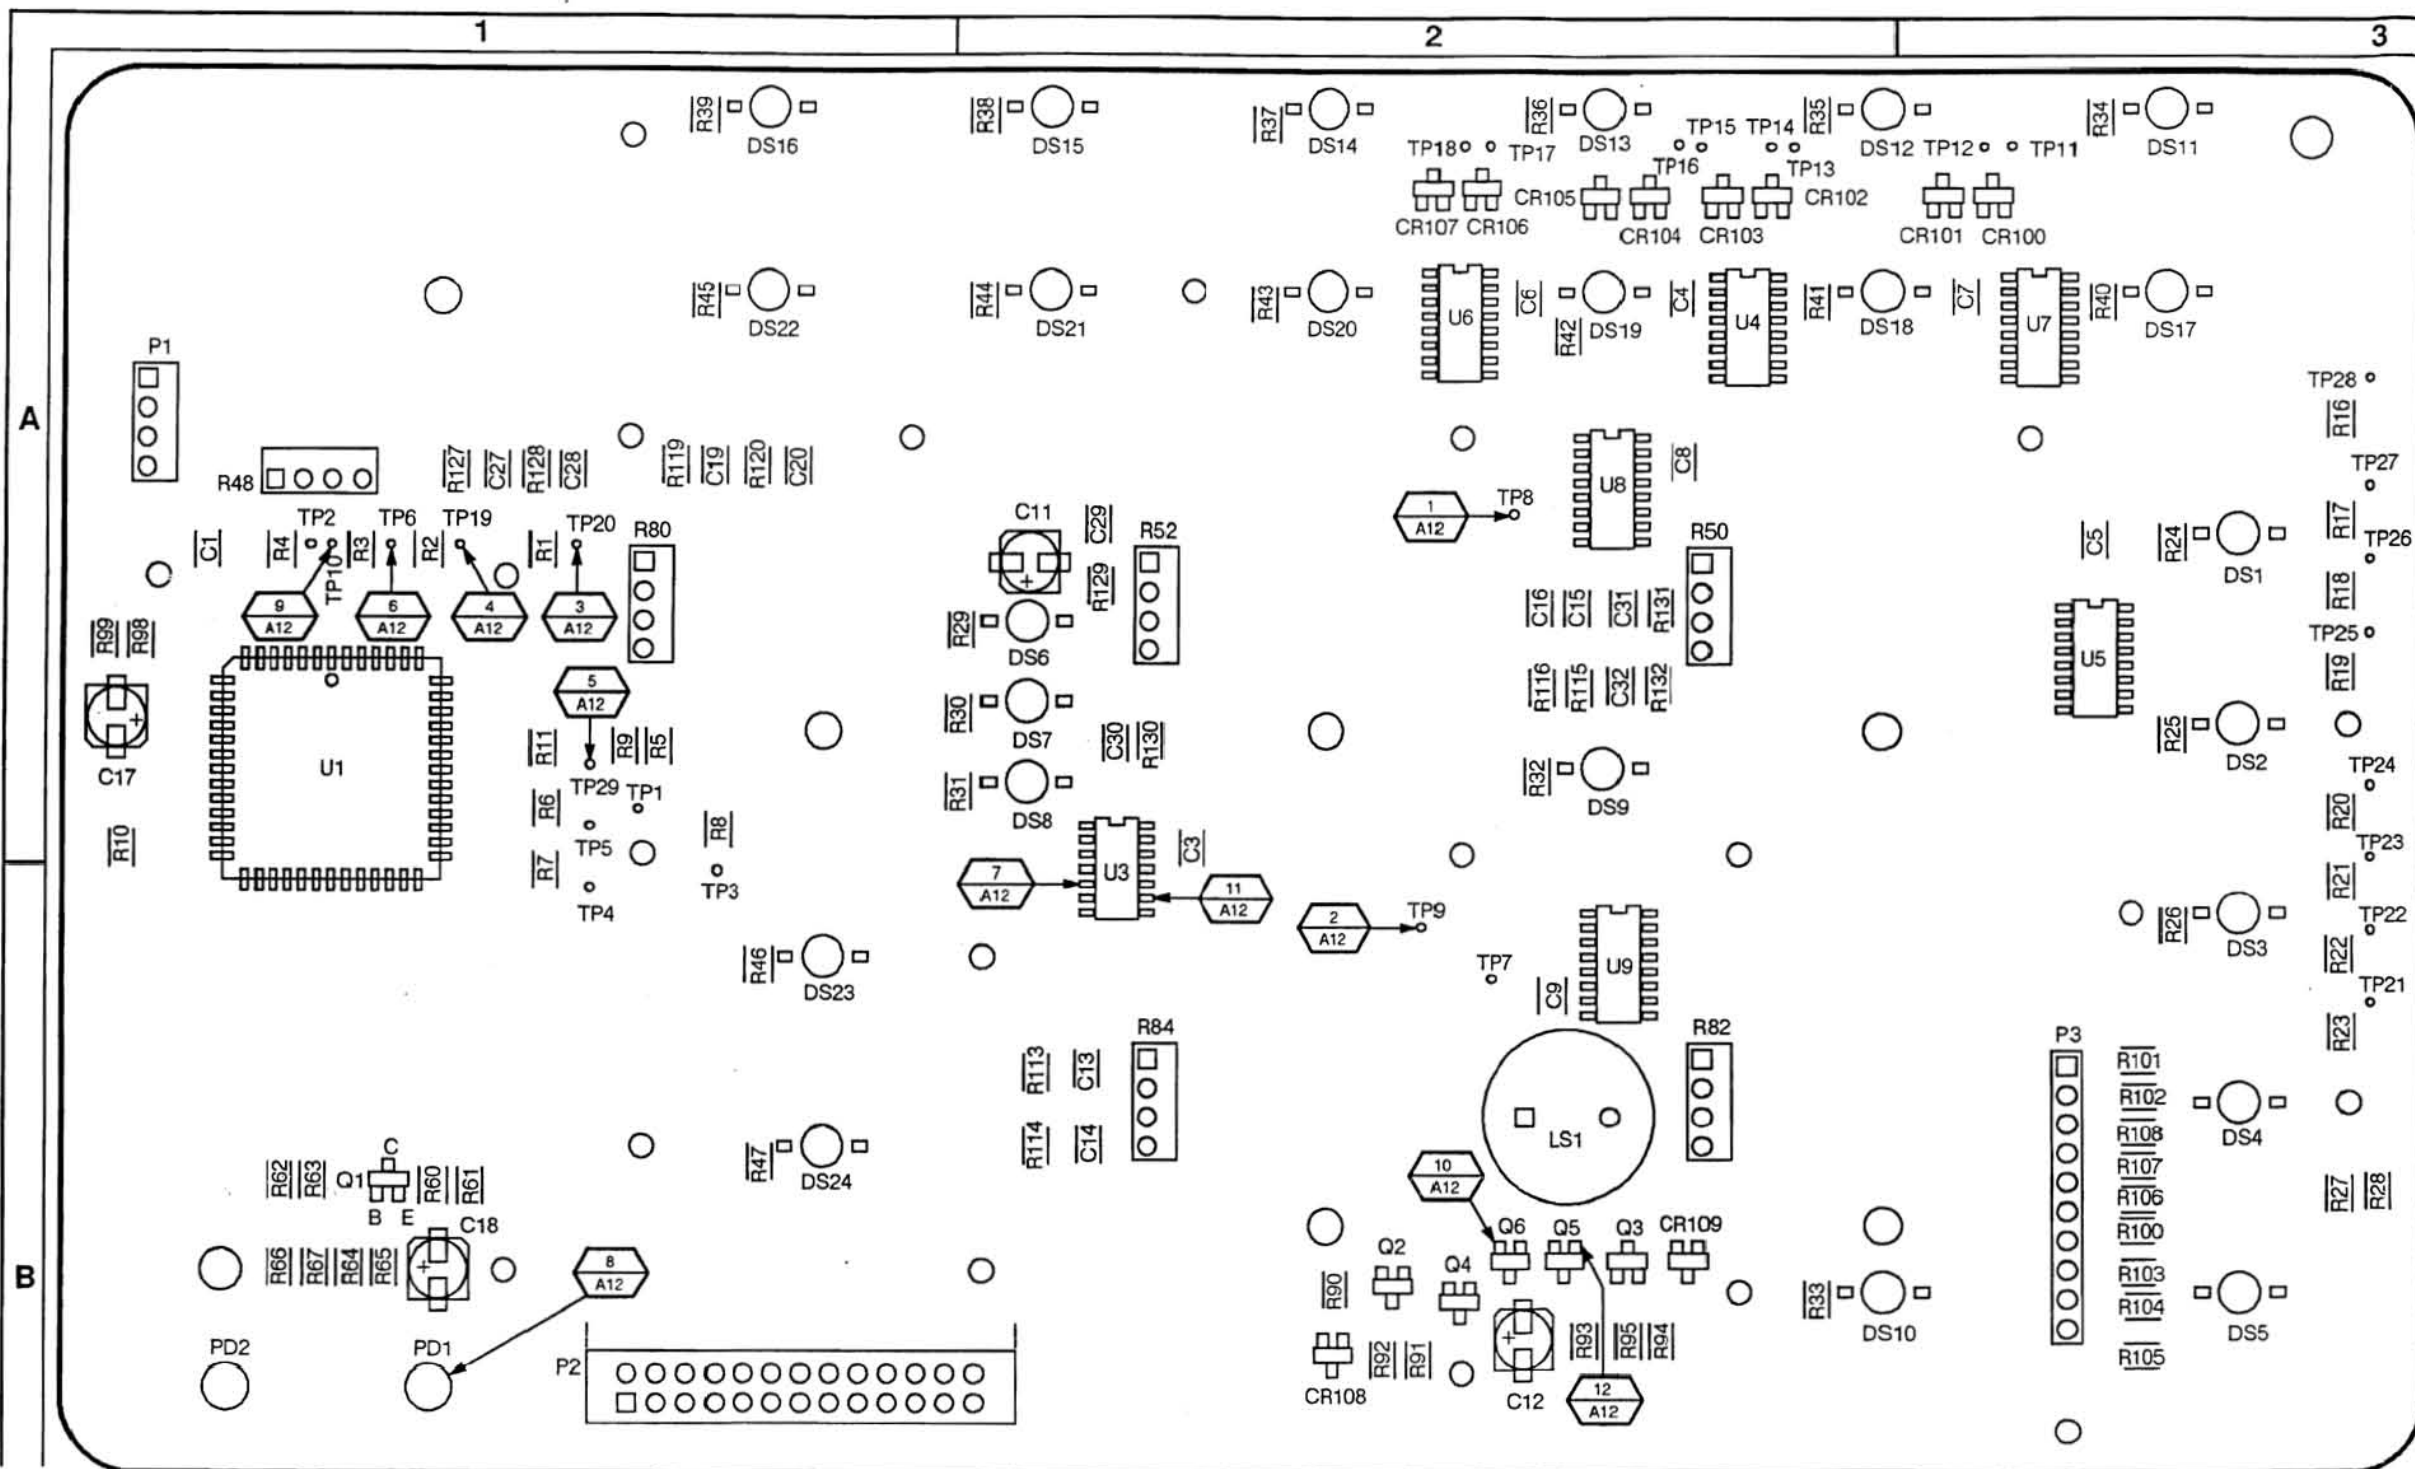 1 2 3
R39 R38 R37 R36 R35 R34
DS16 DS15 DS14 DS13 DS12 DS11
TP18 TP17 TP15 TP14 TP12 TP11
TP16 TP13
CR105 CR102
CR107 CR106 CR104 CR103 CR101 CR100
R45 R44 R43 C6 C4 R41 C7 R40
U6 U4 U7
DS22 DS21 DS20 R42 DS19 DS18 DS17
P1
TP28
A
R16
R48 R127 C27 R128 C28 R119 C19 R120 C20 U8 C8 TP27
1
A12
TP8
TP2 TP6 TP19 TP20 R80 C11 C29 R52 R50 R17
C1 R4 R3 R2 R1 C5 R24 TP26
TP10 R129 DS1
9
A12
6
A12
4
A12
3
A12
C16 C15 C31 R131 R18
R99 R98 R29 TP25
DS6 U5
R19
5
A12
R116 R115 C32 R132
R30
DS7
R11 R9 R5 C30 R130 R25
C17 U1 R32 DS2 TP24
TP29 TP1 R31
R6 DS9 R20
DS8
R10 R8 C3 TP23
TP5
R7 U3 R21
7
A12
11
A12
TP3
TP4 TP9 R26 TP22
2
A12
R46 TP7 U9 DS3 R22
DS23 C9 TP21
R84 R82 P3 R23
R113 C13 R101
R102
LS1 DS4
R114 C14 R108
R47 R107
C
10
A12
R62 R63 Q1 R60 R61 DS24 R106 R27 R28
B E C18 Q6 Q5 Q3 CR109 R100
Q2 Q4
R66 R67 R64 R65 R103
B
8
A12
R90 R33 R104
DS10 DS5
PD2 PD1 P2 R92 R91 R93 R95 R94 R105
CR108 C12
12
A12